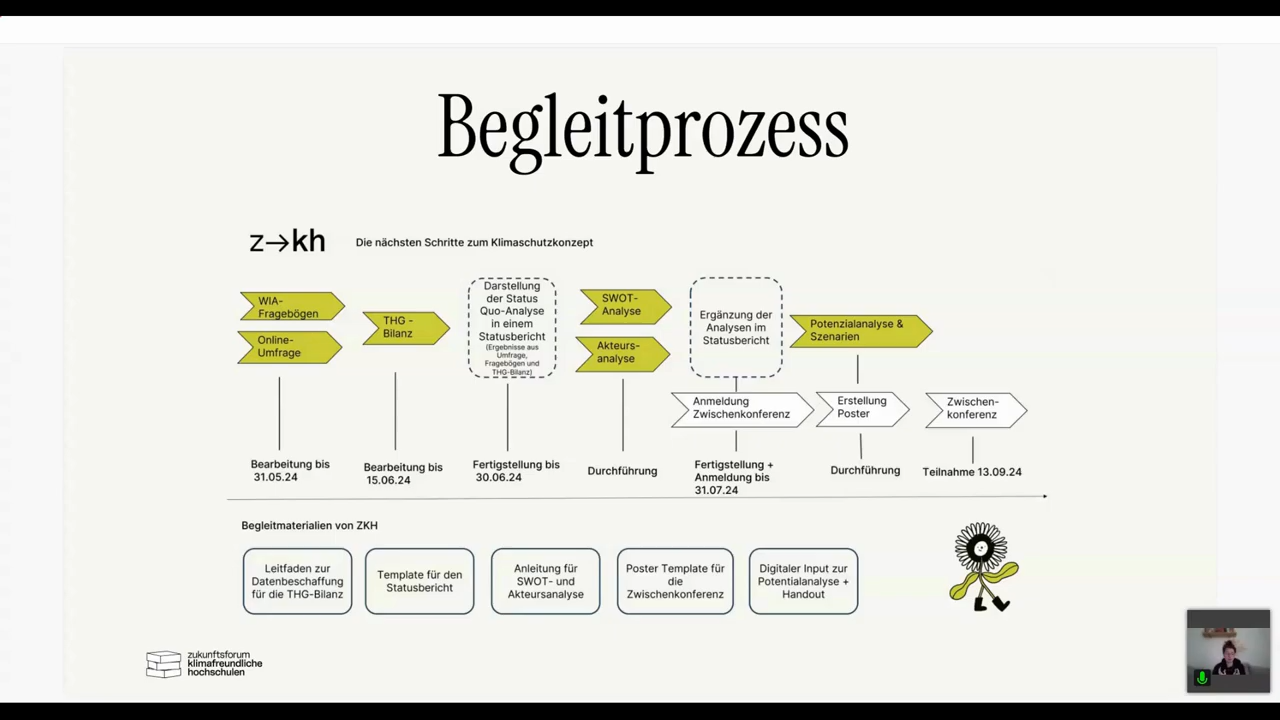 Begleitprozess
z→kh
Die nächsten Schritte zum Klimaschutzkonzept
WIA-
Fragebögen
Online-
Umfrage
THG -
Bilanz
Darstellung
der Status
Quo-Analyse
in einem
Statusbericht
(Ergebnisse aus
Umfrage,
Fragebögen und
THG-Bilanz)
SWOT-
Analyse
Akteurs-
analyse
Ergänzung der
Analysen im
Statusbericht
Potenzialanalyse &
Szenarien
Anmeldung
Zwischenkonferenz
Erstellung
Poster
Zwischen-
konferenz
Bearbeitung bis
31.05.24
Bearbeitung bis
15.06.24
Fertigstellung bis
30.06.24
Durchführung
Fertigstellung +
Anmeldung bis
31.07.24
Durchführung
Teilnahme 13.09.24
Begleitmaterialien von ZKH
Leitfaden zur
Datenbeschaffung
für die THG-Bilanz
Template für den
Statusbericht
Anleitung für
SWOT- und
Akteursanalyse
Poster Template für
die
Zwischenkonferenz
Digitaler Input zur
Potentialanalyse +
Handout
zukunftsforum
klimafreundliche
hochschulen